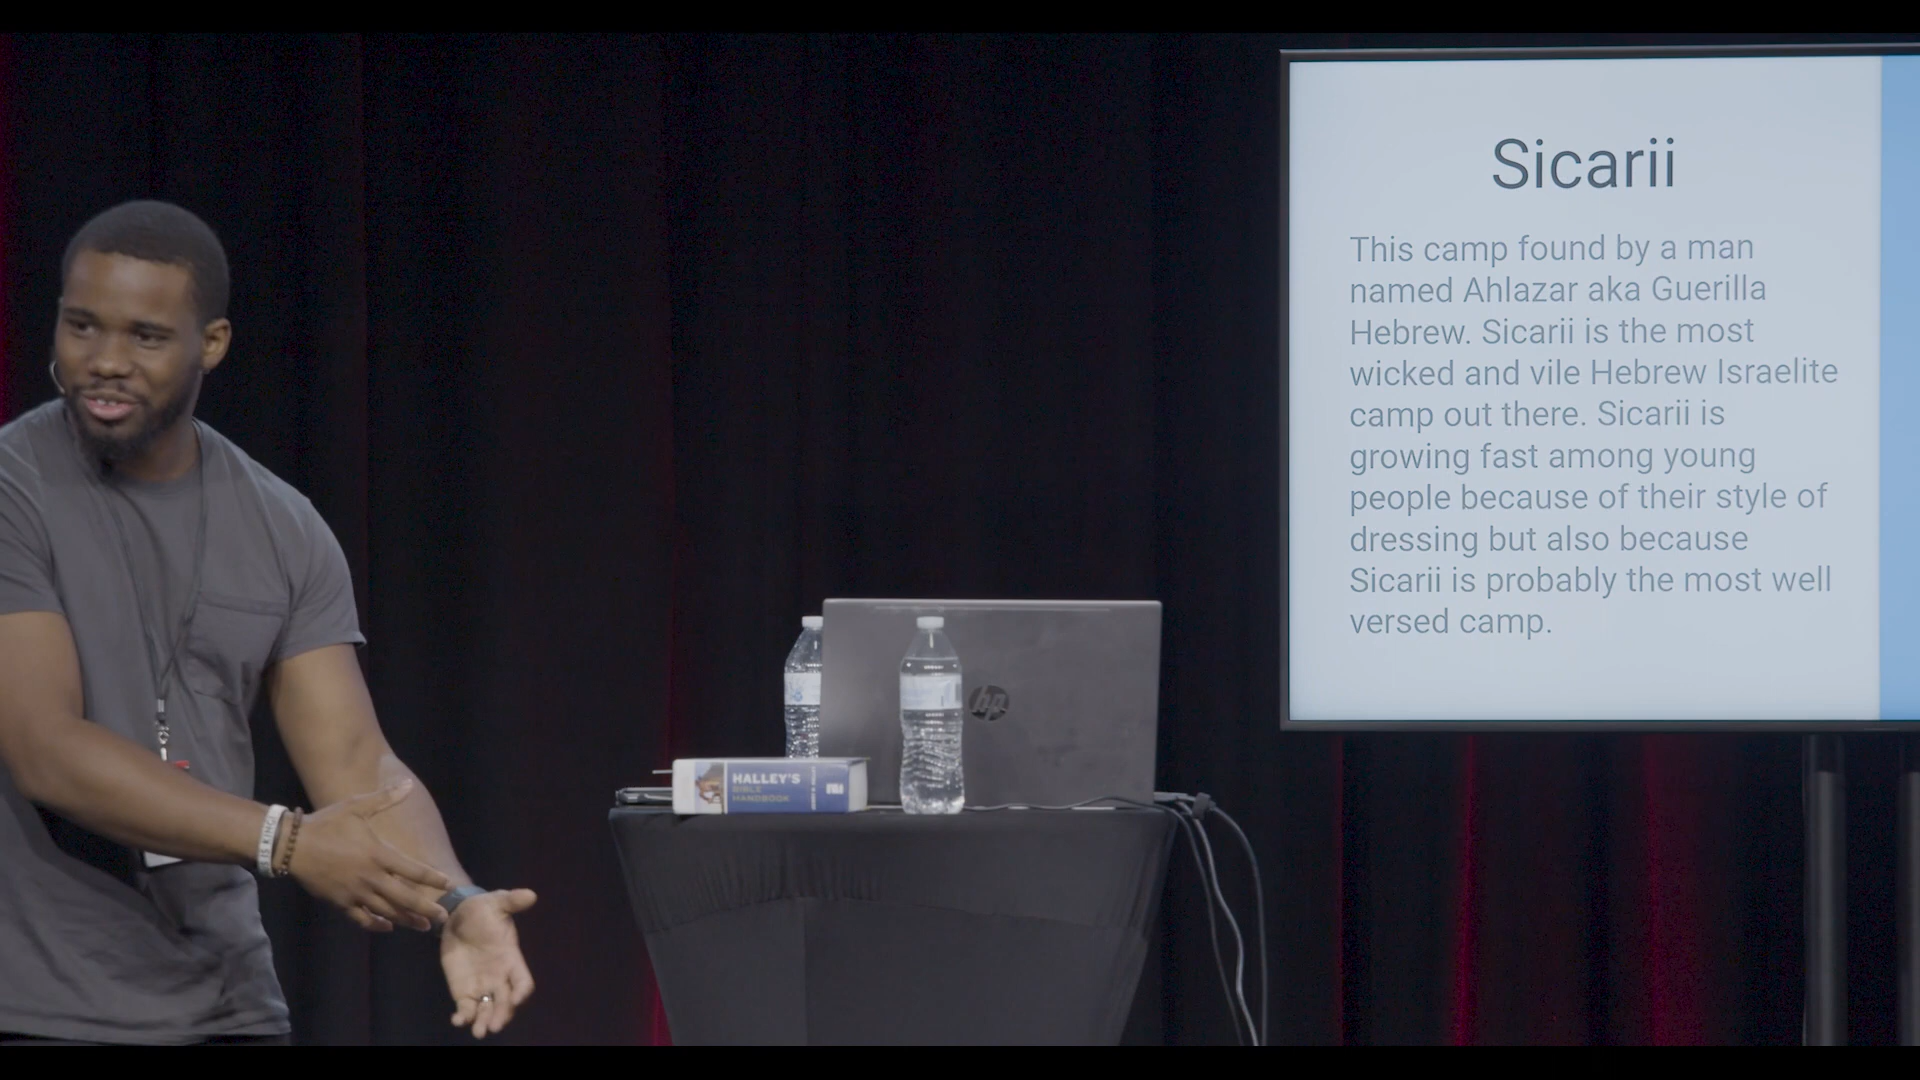 Sicarii
This camp found by a man
named Ahlazar aka Guerilla
Hebrew. Sicarii is the most
wicked and vile Hebrew Israelite
camp out there. Sicarii is
growing fast among young
people because of their style of
dressing but also because
Sicarii is probably the most well
versed camp.
hp
HALLEY'S
BIBLE
HANDBOOK
IS KING